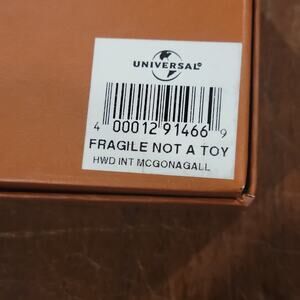 UNIVERSAL
4 00012 91466 9
FRAGILE NOT A TOY
HWD INT MCGONAGALL